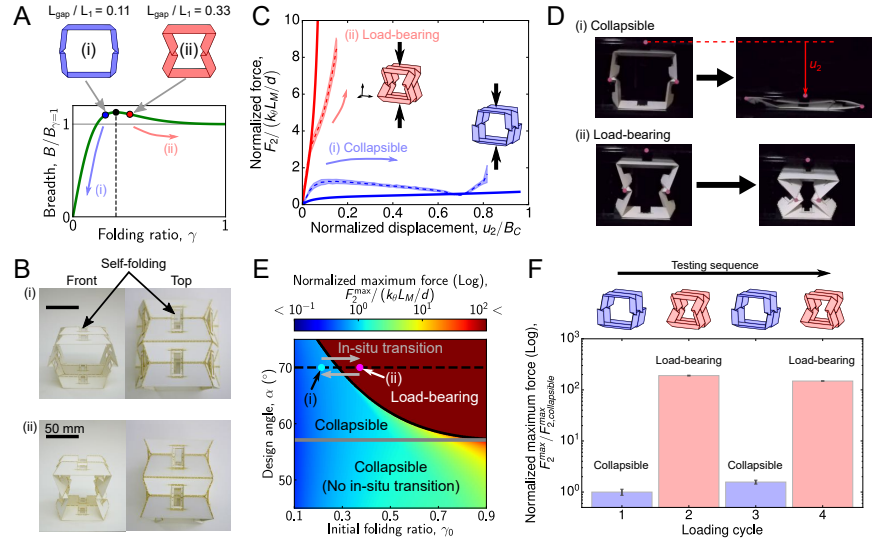 A
L_gap / L_1 = 0.11
L_gap / L_1 = 0.33
(i)
(ii)
Breadth, B/B_γ=1
1
0
(i)
(ii)
0
1
Folding ratio, γ
B
Self-folding
Front
Top
(i)
(ii)
50 mm
C
Normalized force,
F_2/(k_θL_M/d)
10
8
6
4
2
0
(ii) Load-bearing
(i) Collapsible
0
0.2
0.4
0.6
0.8
1
Normalized displacement, u_2/B_C
D
(i) Collapsible
u_2
(ii) Load-bearing
E
Normalized maximum force (Log),
F_2^max/(k_θL_M/d)
< 10^-1
10^0
10^1
10^2 <
Design angle, α (°)
70
60
50
In-situ transition
(i)
(ii)
Load-bearing
Collapsible
Collapsible
(No in-situ transition)
0.1
0.3
0.5
0.7
0.9
Initial foliding ratio, γ_0
F
Testing sequence
Normalized maximum force (Log),
F_2^max/F_2,collapsible^max
10^3
10^2
10^1
10^0
Collapsible
Load-bearing
Collapsible
Load-bearing
1
2
3
4
Loading cycle